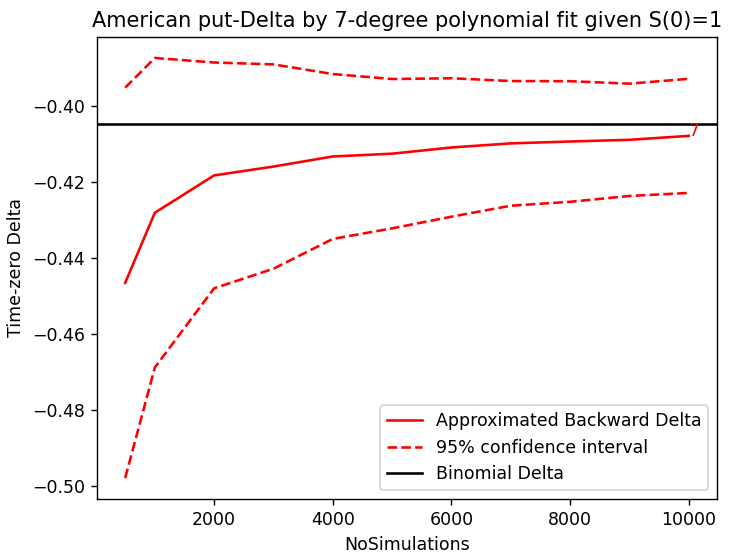 American put-Delta by 7-degree polynomial fit given S(0)=1
Time-zero Delta
−0.40
−0.42
−0.44
−0.46
−0.48
−0.50
7
Approximated Backward Delta
95% confidence interval
Binomial Delta
2000
4000
6000
8000
10000
NoSimulations